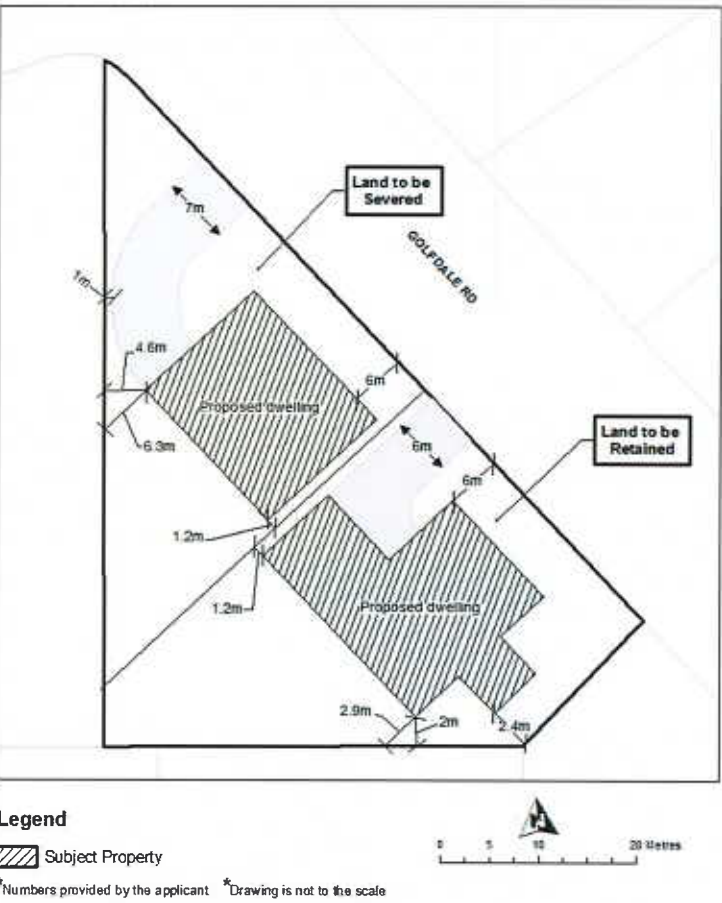 Land to be
Severed
7m
GOLFDALE RD
1m
4.6m
6m
Proposed dwelling
6.3m
6m
Land to be
Retained
6m
1.2m
1.2m
Proposed dwelling
2.9m
2m
2.4m
Legend
Subject Property
N
0 5 10 20 Metres
*Numbers provided by the applicant *Drawing is not to the scale